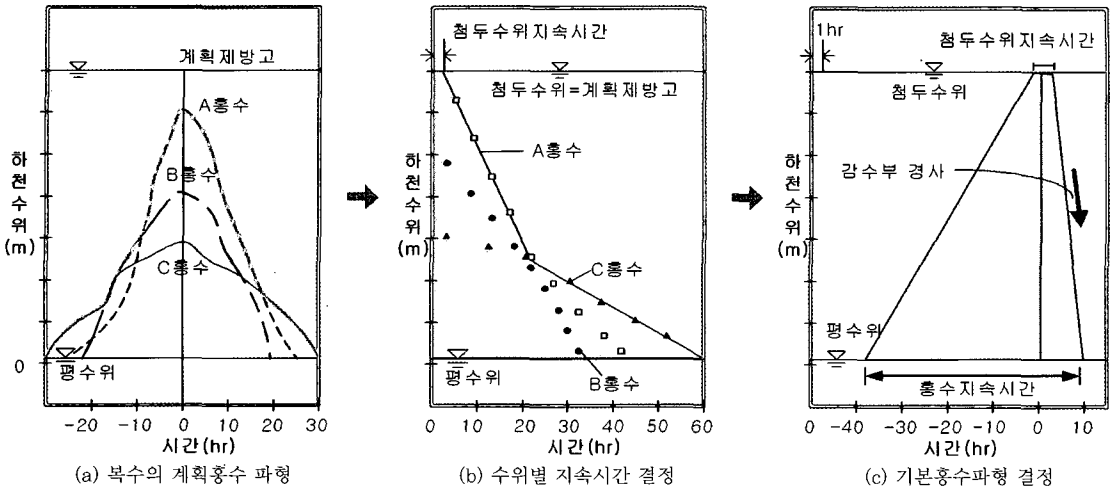 계획제방고
A홍수
B홍수
C홍수
하천수위
(m)
0
평수위
-20 -10 0 10 20 30
시간(hr)
(a) 복수의 계획홍수 파형
첨두수위지속시간
첨두수위=계획제방고
A홍수
C홍수
B홍수
하천수위
(m)
평수위
0 10 20 30 40 50 60
시간(hr)
(b) 수위별 지속시간 결정
1hr
첨두수위지속시간
첨두수위
감수부 경사
하천수위
(m)
평수위
홍수지속시간
0 -40 -30 -20 -10 0 10
시간(hr)
(c) 기본홍수파형 결정